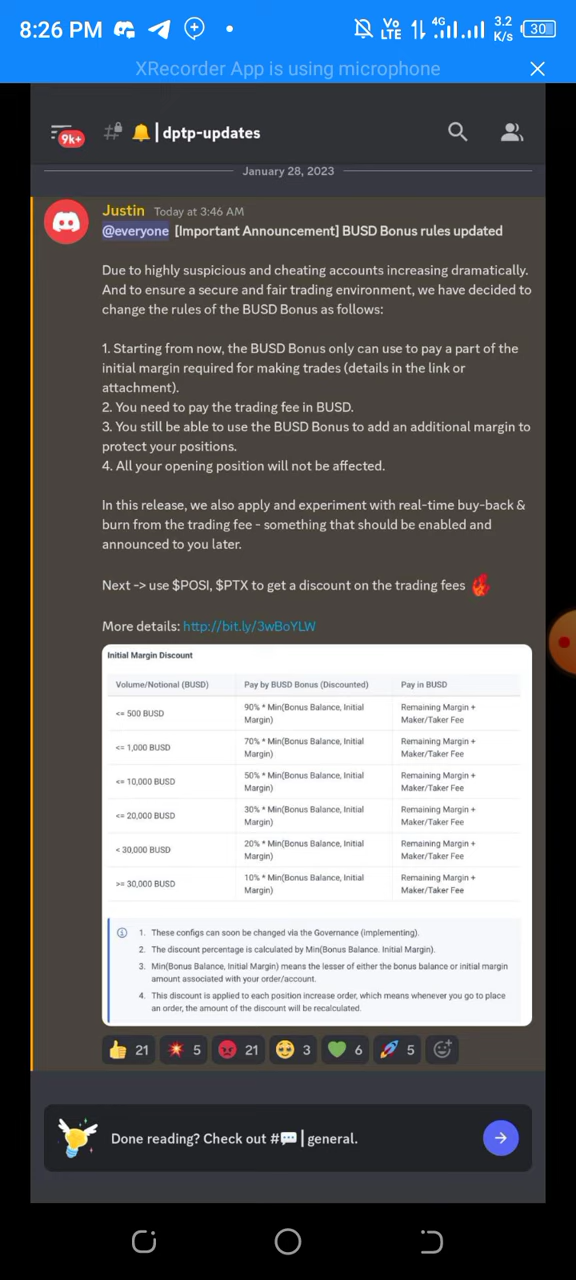 8:26 PM
Vo LTE 4G 3.2 K/s 30
XRecorder App is using microphone
9k+ # 🔔 | dptp-updates
January 28, 2023
Justin Today at 3:46 AM
@everyone [Important Announcement] BUSD Bonus rules updated
Due to highly suspicious and cheating accounts increasing dramatically.
And to ensure a secure and fair trading environment, we have decided to
change the rules of the BUSD Bonus as follows:
1. Starting from now, the BUSD Bonus only can use to pay a part of the
initial margin required for making trades (details in the link or
attachment).
2. You need to pay the trading fee in BUSD.
3. You still be able to use the BUSD Bonus to add an additional margin to
protect your positions.
4. All your opening position will not be affected.
In this release, we also apply and experiment with real-time buy-back &
burn from the trading fee - something that should be enabled and
announced to you later.
Next -> use $POSI, $PTX to get a discount on the trading fees
More details: http://bit.ly/3wBoYLW
Initial Margin Discount
Volume/Notional (BUSD) Pay by BUSD Bonus (Discounted) Pay in BUSD
<= 500 BUSD 90% * Min(Bonus Balance, Initial Remaining Margin +
Margin) Maker/Taker Fee
<= 1,000 BUSD 70% * Min(Bonus Balance, Initial Remaining Margin +
Margin) Maker/Taker Fee
<= 10,000 BUSD 50% * Min(Bonus Balance, Initial Remaining Margin +
Margin) Maker/Taker Fee
<= 20,000 BUSD 30% * Min(Bonus Balance, Initial Remaining Margin +
Margin) Maker/Taker Fee
< 30,000 BUSD 20% * Min(Bonus Balance, Initial Remaining Margin +
Margin) Maker/Taker Fee
>= 30,000 BUSD 10% * Min(Bonus Balance, Initial Remaining Margin +
Margin) Maker/Taker Fee
1. These configs can soon be changed via the Governance (implementing).
2. The discount percentage is calculated by Min(Bonus Balance. Initial Margin).
3. Min(Bonus Balance, Initial Margin) means the lesser of either the bonus balance or initial margin
amount associated with your order/account.
4. This discount is applied to each position increase order, which means whenever you go to place
an order, the amount of the discount will be recalculated.
21 5 21 3 6 5
Done reading? Check out #💬 | general.